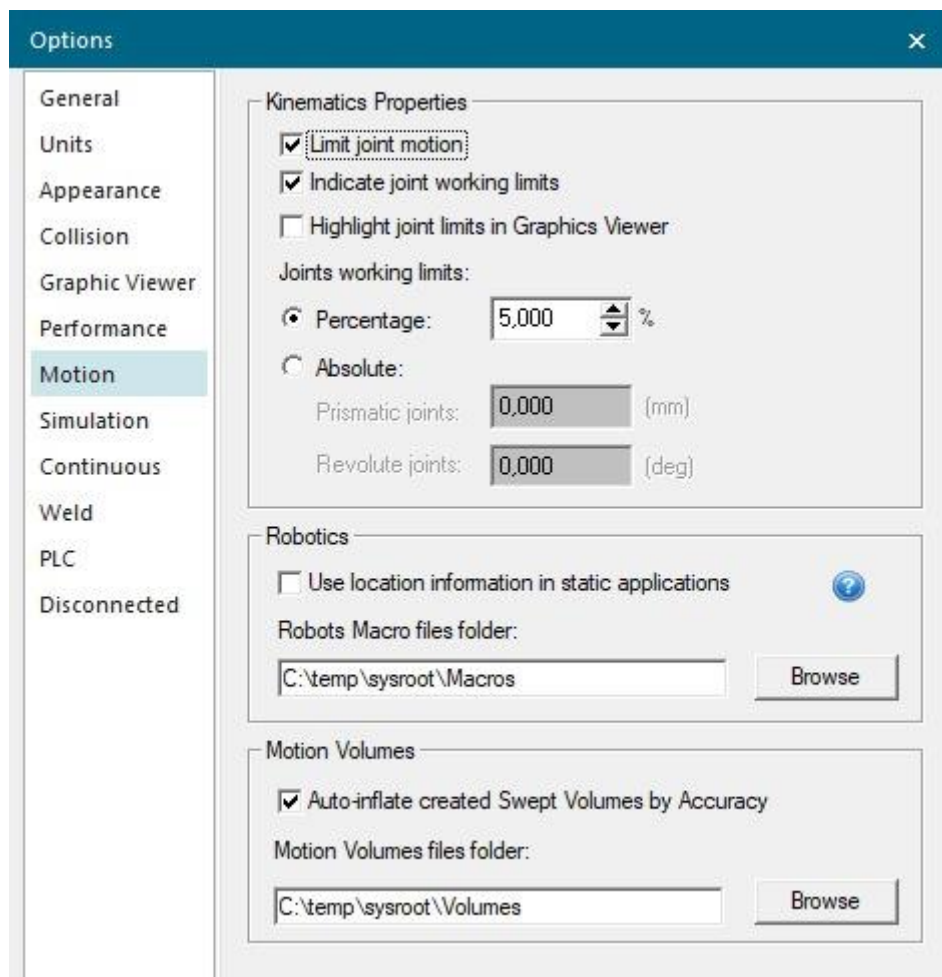 Options
General
Units
Appearance
Collision
Graphic Viewer
Performance
Motion
Simulation
Continuous
Weld
PLC
Disconnected
Kinematics Properties
Limit joint motion
Indicate joint working limits
Highlight joint limits in Graphics Viewer
Joints working limits:
Percentage: 5,000 %
Absolute:
Prismatic joints: 0,000 (mm)
Revolute joints: 0,000 (deg)
Robotics
Use location information in static applications ?
Robots Macro files folder:
C:\temp\sysroot\Macros Browse
Motion Volumes
Auto-inflate created Swept Volumes by Accuracy
Motion Volumes files folder:
C:\temp\sysroot\Volumes Browse